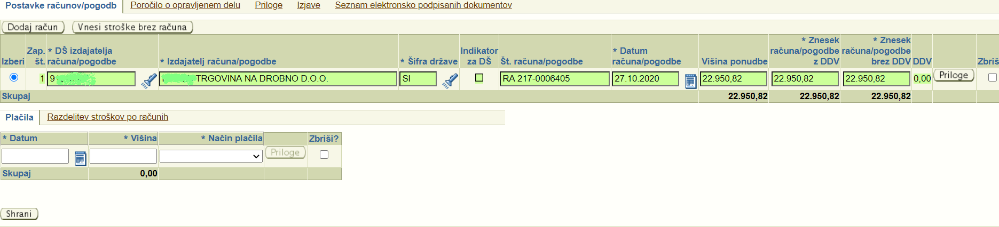 Postavke računov/pogodb Poročilo o opravljenem delu Priloge Izjave Seznam elektronsko podpisanih dokumentov
Dodaj račun Vnesi stroške brez računa
Izberi Zap. št. * DŠ izdajatelja računa/pogodbe * Izdajatelj računa/pogodbe * Šifra države Indikator za DŠ Št. računa/pogodbe * Datum računa/pogodbe Višina ponudbe * Znesek računa/pogodbe z DDV * Znesek računa/pogodbe brez DDV DDV Zbriš
1 9 TRGOVINA NA DROBNO D.O.O. SI RA 217-0006405 27.10.2020 22.950,82 22.950,82 22.950,82 0,00 Priloge
Skupaj 22.950,82 22.950,82 22.950,82
Plačila Razdelitev stroškov po računih
* Datum * Višina * Način plačila Zbriši?
Priloge
Skupaj 0,00
Shrani